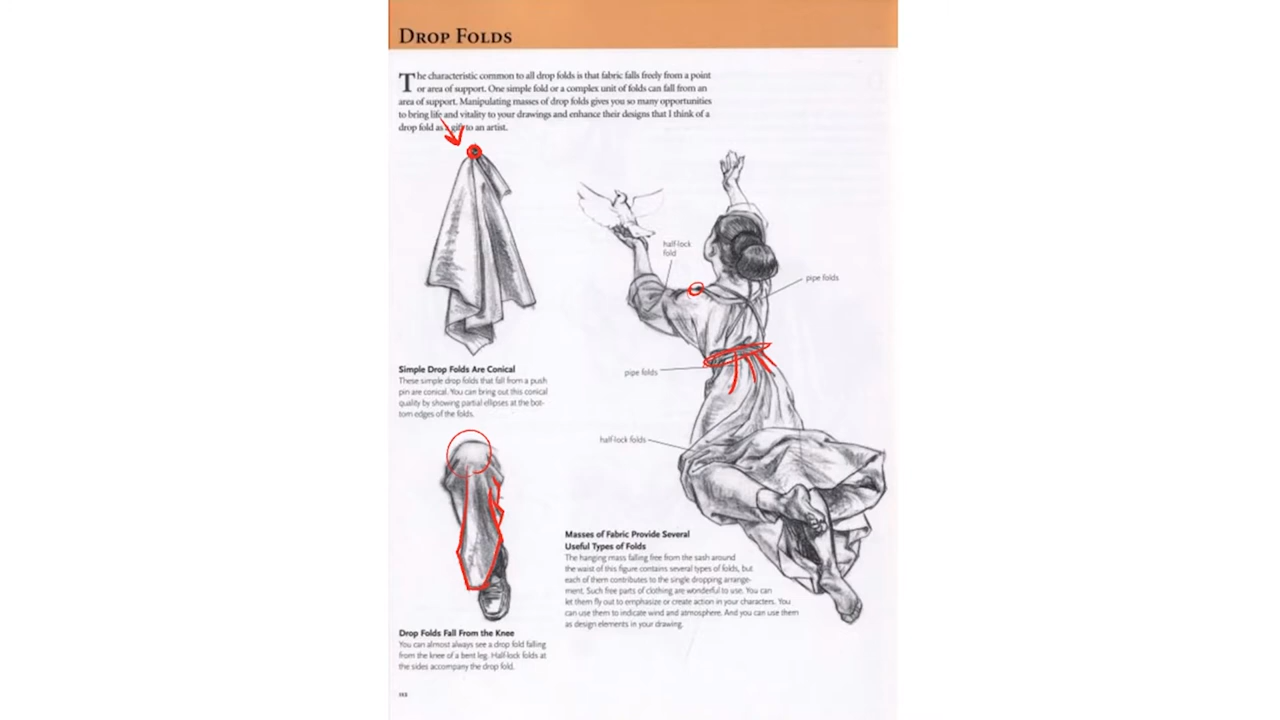 DROP FOLDS
The characteristic common to all drop folds is that fabric falls freely from a point
or area of support. One simple fold or a complex unit of folds can fall from an
area of support. Manipulating masses of drop folds gives you so many opportunities
to bring life and vitality to your drawings and enhance their designs that I think of a
drop fold as a gift to an artist.
half-lock
fold
pipe folds
Simple Drop Folds Are Conical
These simple drop folds that fall from a push
pin are conical. You can bring out this conical
quality by showing partial ellipses at the bot-
tom edges of the folds.
pipe folds
half-lock folds
Masses of Fabric Provide Several
Useful Types of Folds
The hanging mass falling free from the sash around
the waist of this figure contains several types of folds, but
each of them contributes to the single dropping arrange-
ment. Such free parts of clothing are wonderful to use. You can
let them fly out to emphasize or create action in your characters. You
can use them to indicate wind and atmosphere. And you can use them
as design elements in your drawing.
Drop Folds Fall From the Knee
You can almost always see a drop fold falling
from the knee of a bent leg. Half-lock folds at
the sides accompany the drop fold.